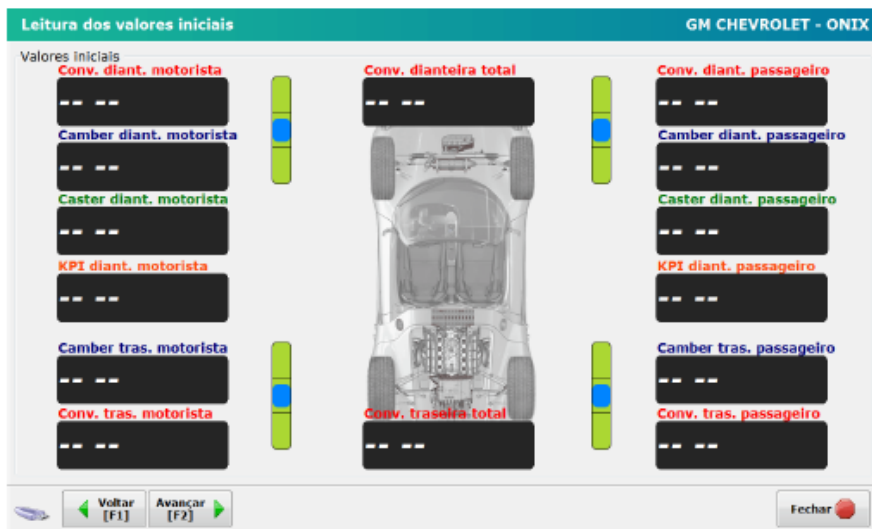 Leitura dos valores iniciais GM CHEVROLET - ONIX
Valores iniciais
Conv. diant. motorista Conv. dianteira total Conv. diant. passageiro
-- -- -- -- -- --
Camber diant. motorista Camber diant. passageiro
-- -- -- --
Caster diant. motorista Caster diant. passageiro
-- -- -- --
KPI diant. motorista KPI diant. passageiro
-- -- -- --
Camber tras. motorista Camber tras. passageiro
-- -- -- --
Conv. tras. motorista Conv. traseira total Conv. tras. passageiro
-- -- -- -- -- --
Voltar Avançar Fechar
[F1] [F2]